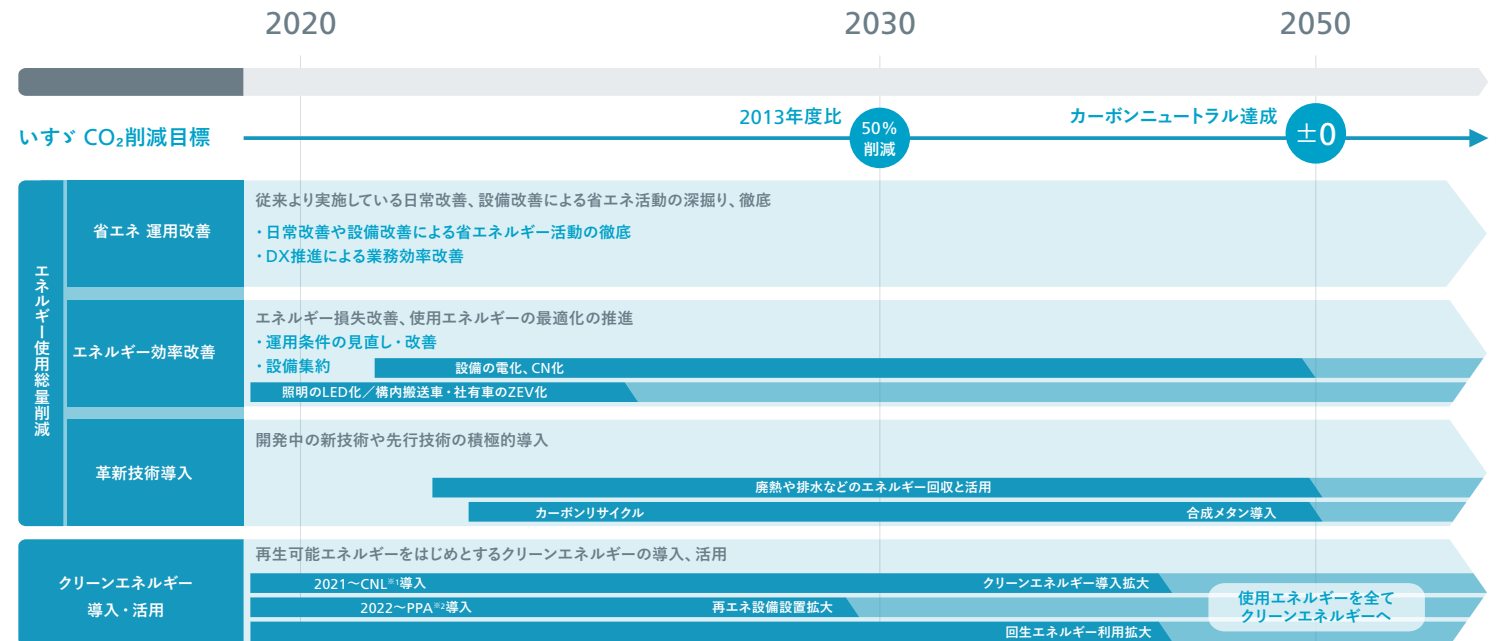 2020
2030
2050
いすゞ CO₂削減目標
2013年度比
50%
削減
カーボンニュートラル達成
±0
エネルギー使用総量削減
省エネ 運用改善
従来より実施している日常改善、設備改善による省エネ活動の深掘り、徹底
・日常改善や設備改善による省エネルギー活動の徹底
・DX推進による業務効率改善
エネルギー効率改善
エネルギー損失改善、使用エネルギーの最適化の推進
・運用条件の見直し・改善
・設備集約
設備の電化、CN化
照明のLED化／構内搬送車・社有車のZEV化
革新技術導入
開発中の新技術や先行技術の積極的導入
廃熱や排水などのエネルギー回収と活用
カーボンリサイクル
合成メタン導入
クリーンエネルギー
導入・活用
再生可能エネルギーをはじめとするクリーンエネルギーの導入、活用
2021〜CNL※1導入
クリーンエネルギー導入拡大
2022〜PPA※2導入
再エネ設備設置拡大
回生エネルギー利用拡大
使用エネルギーを全て
クリーンエネルギーへ